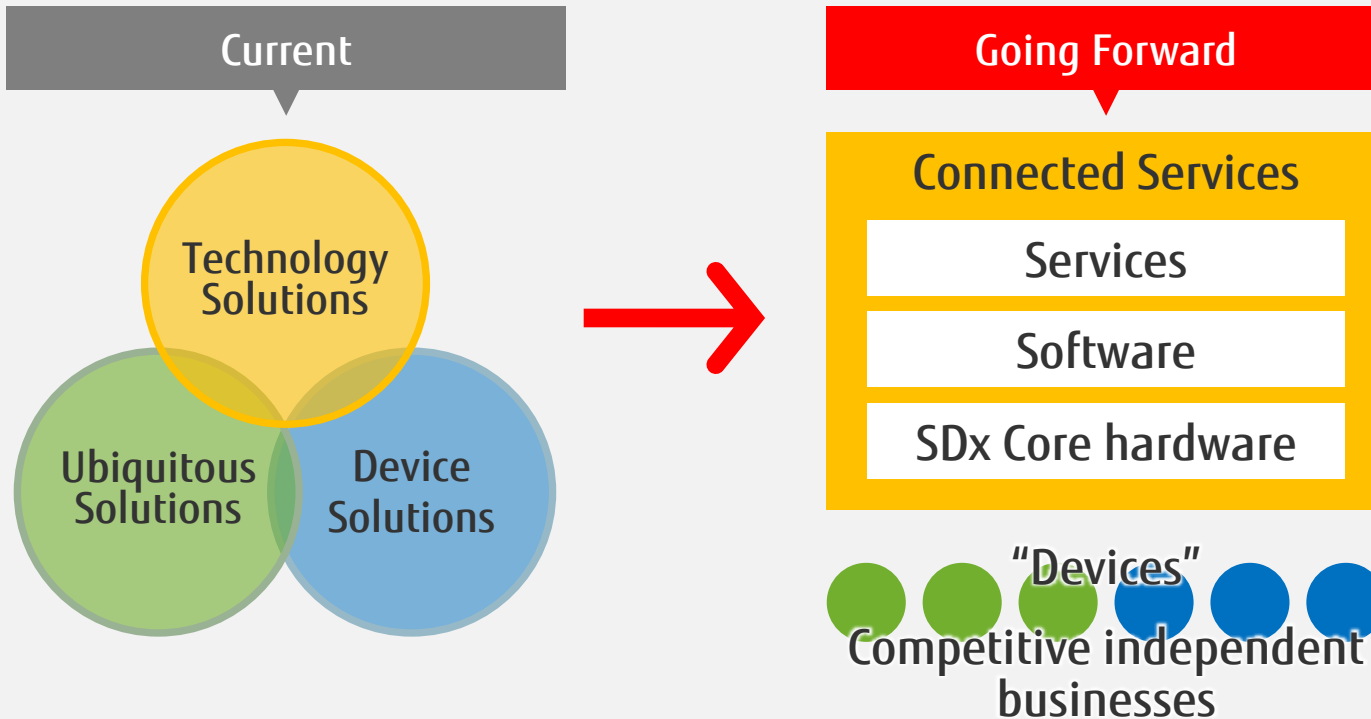 Current
Technology
Solutions
Ubiquitous
Solutions
Device
Solutions
Going Forward
Connected Services
Services
Software
SDx Core hardware
“Devices”
Competitive independent
businesses